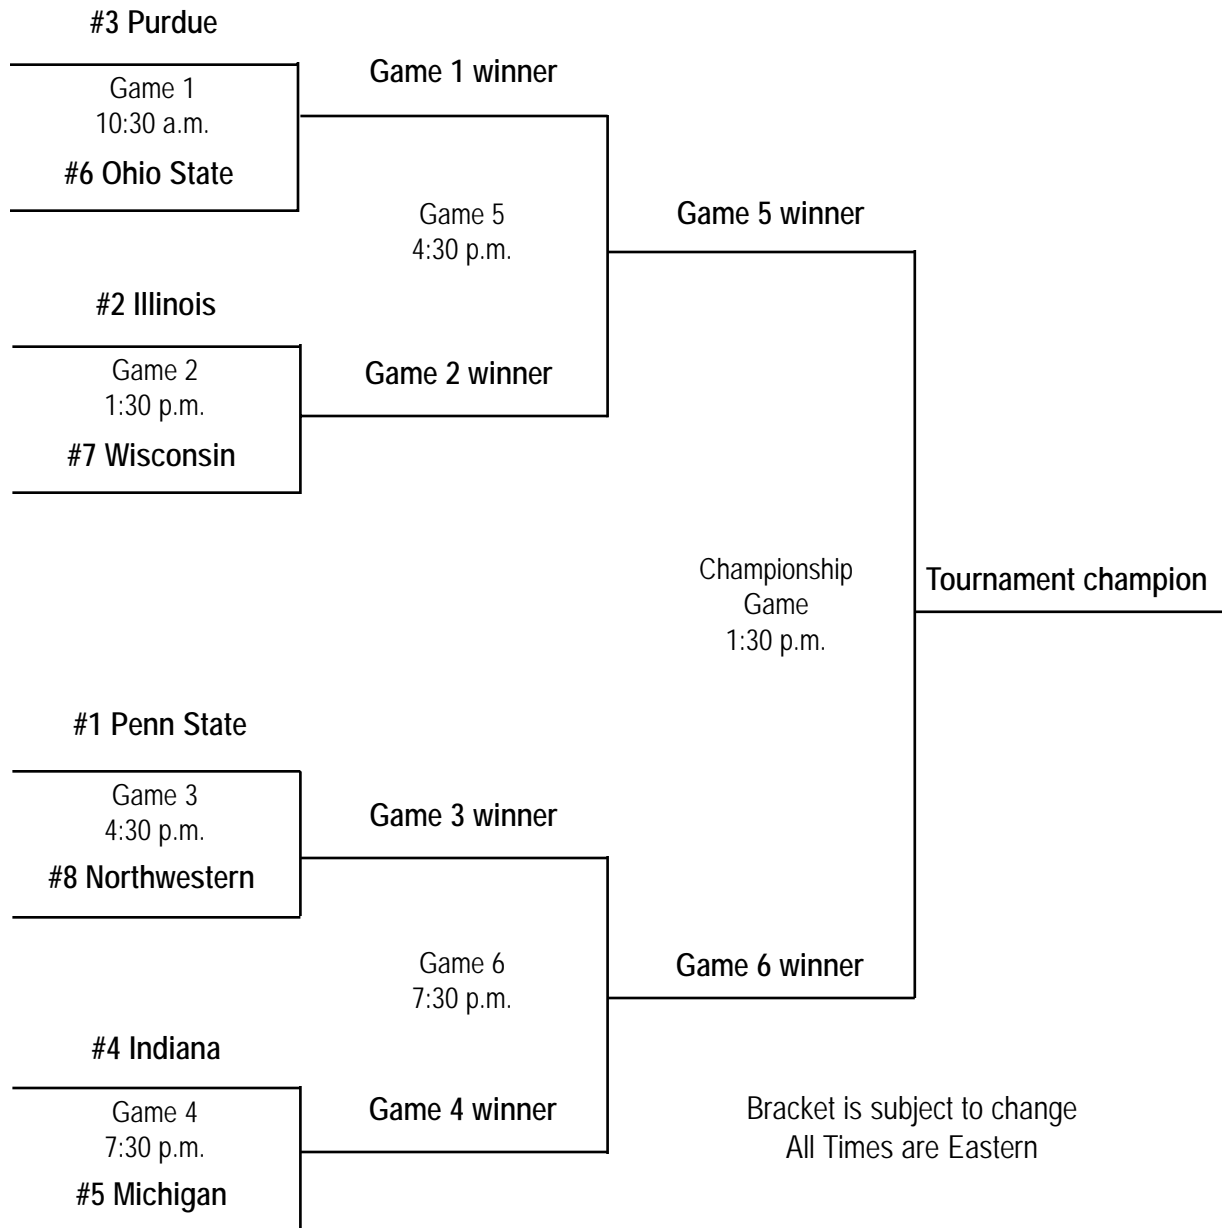 #3 Purdue
Game 1
10:30 a.m.
#6 Ohio State
Game 1 winner
Game 5
4:30 p.m.
Game 5 winner
#2 Illinois
Game 2
1:30 p.m.
#7 Wisconsin
Game 2 winner
Championship
Game
1:30 p.m.
Tournament champion
#1 Penn State
Game 3
4:30 p.m.
#8 Northwestern
Game 3 winner
Game 6
7:30 p.m.
Game 6 winner
#4 Indiana
Game 4
7:30 p.m.
#5 Michigan
Game 4 winner
Bracket is subject to change
All Times are Eastern